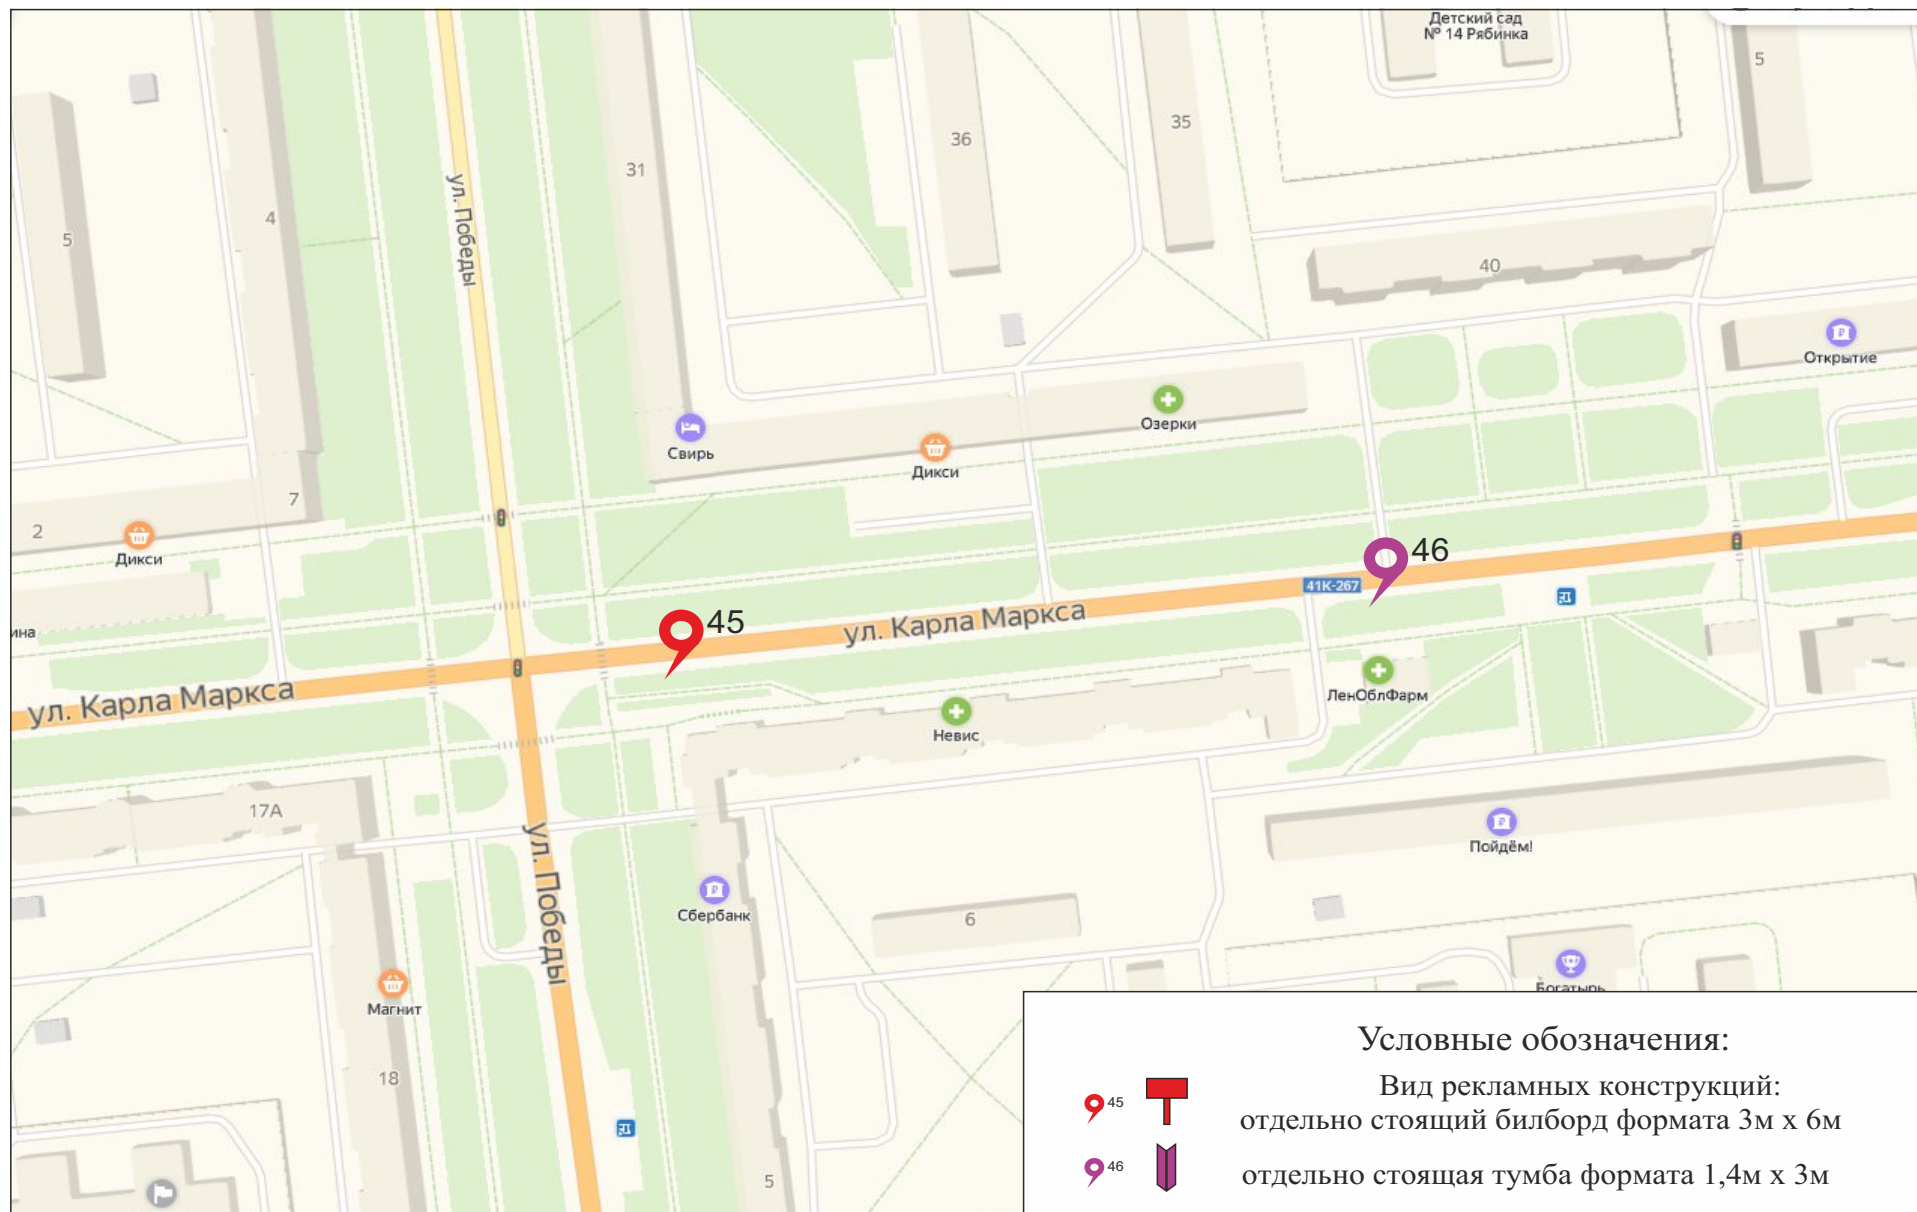 Детский сад
№ 14 Рябинка
5
36
35
31
4
5
ул. Победы
40
Открытие
Озерки
Свирь
Дикси
7
2
Дикси
46
41К-267
45
ул. Карла Маркса
ина
ул. Карла Маркса
ЛенОблФарм
Невис
17А
Пойдём!
ул. Победы
Сбербанк
6
Богатырь
Магнит
18
5
Условные обозначения:
Вид рекламных конструкций:
45
отдельно стоящий билборд формата 3м х 6м
46
отдельно стоящая тумба формата 1,4м х 3м